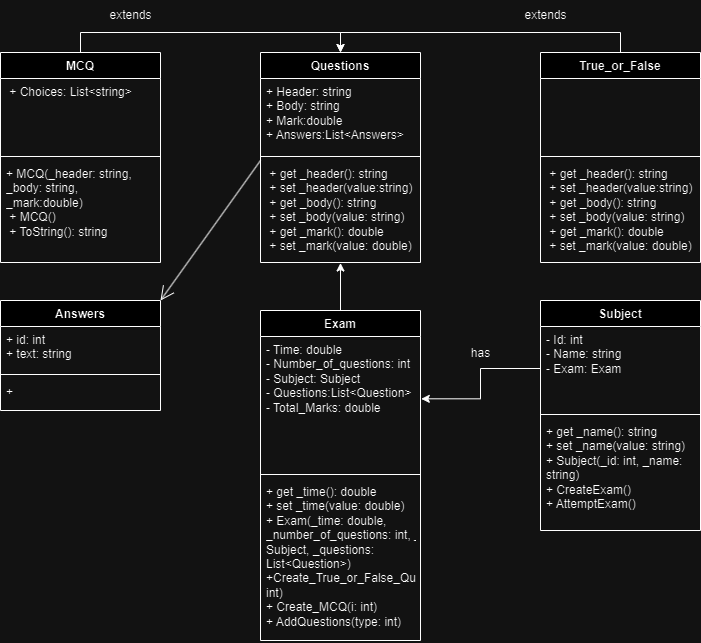 extends
extends
MCQ
+ Choices: List<string>
+ MCQ(_header: string,
_body: string,
_mark:double)
+ MCQ()
+ ToString(): string
Questions
+ Header: string
+ Body: string
+ Mark:double
+ Answers:List<Answers>
+ get _header(): string
+ set _header(value:string)
+ get _body(): string
+ set _body(value: string)
+ get _mark(): double
+ set _mark(value: double)
True_or_False
+ get _header(): string
+ set _header(value:string)
+ get _body(): string
+ set _body(value: string)
+ get _mark(): double
+ set _mark(value: double)
Answers
+ id: int
+ text: string
+
Exam
- Time: double
- Number_of_questions: int
- Subject: Subject
- Questions:List<Question>
- Total_Marks: double
+ get _time(): double
+ set _time(value: double)
+ Exam(_time: double,
_number_of_questions: int, _
Subject, _questions:
List<Question>)
+Create_True_or_False_Qu
int)
+ Create_MCQ(i: int)
+ AddQuestions(type: int)
has
Subject
- Id: int
- Name: string
- Exam: Exam
+ get _name(): string
+ set _name(value: string)
+ Subject(_id: int, _name:
string)
+ CreateExam()
+ AttemptExam()